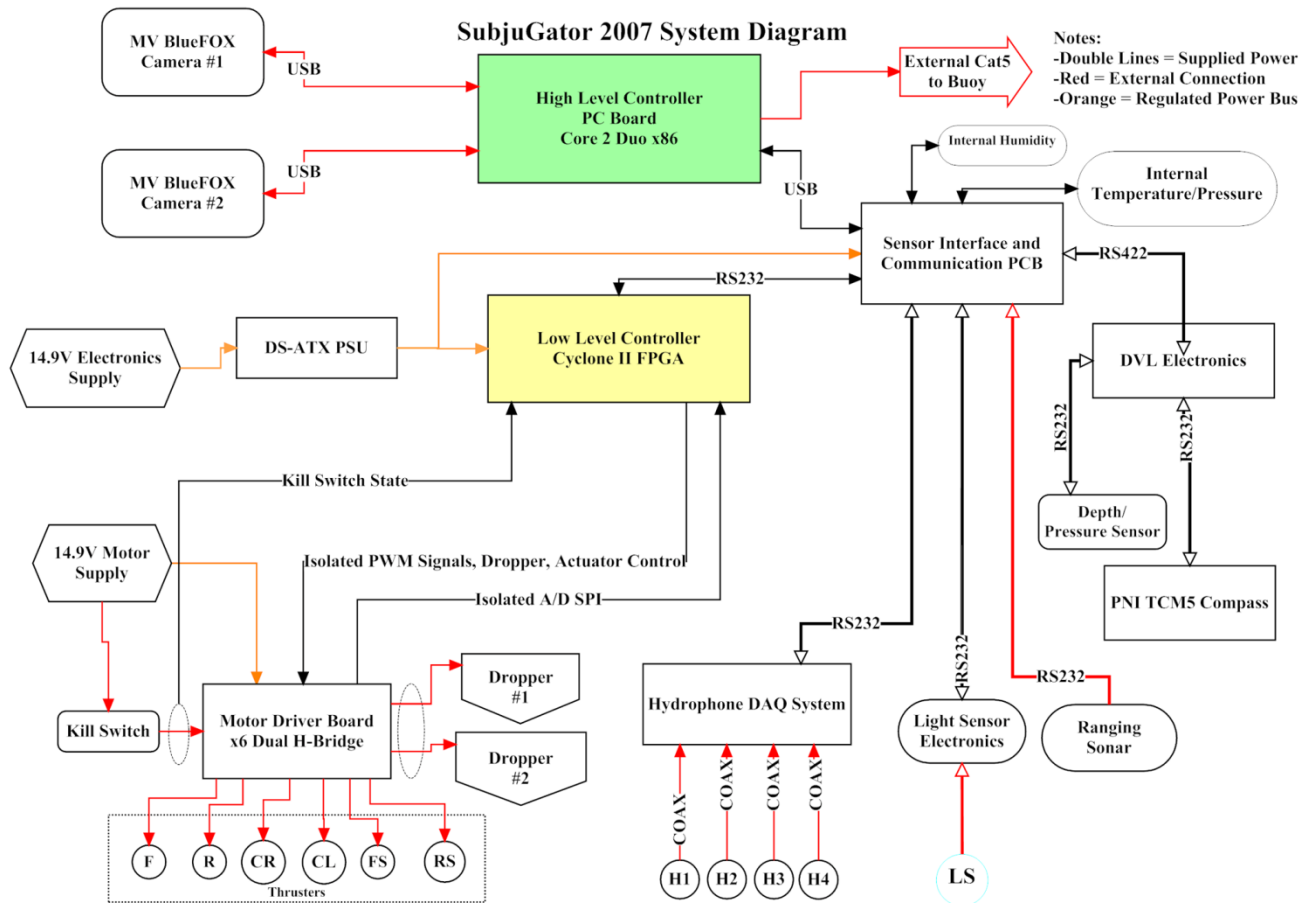 SubjuGator 2007 System Diagram
MV BlueFOX
Camera #1
USB
High Level Controller
PC Board
Core 2 Duo x86
External Cat5
to Buoy
Notes:
-Double Lines = Supplied Power
-Red = External Connection
-Orange = Regulated Power Bus
MV BlueFOX
Camera #2
USB
USB
Internal Humidity
Internal
Temperature/Pressure
Sensor Interface and
Communication PCB
RS422
RS232
14.9V Electronics
Supply
DS-ATX PSU
Low Level Controller
Cyclone II FPGA
DVL Electronics
RS232
RS232
Kill Switch State
Depth/
Pressure Sensor
14.9V Motor
Supply
Isolated PWM Signals, Dropper, Actuator Control
Isolated A/D SPI
PNI TCM5 Compass
RS232
RS232
RS232
Kill Switch
Motor Driver Board
x6 Dual H-Bridge
Dropper
#1
Dropper
#2
Hydrophone DAQ System
Light Sensor
Electronics
Ranging
Sonar
COAX
COAX
COAX
COAX
F
R
CR
CL
FS
RS
Thrusters
H1
H2
H3
H4
LS